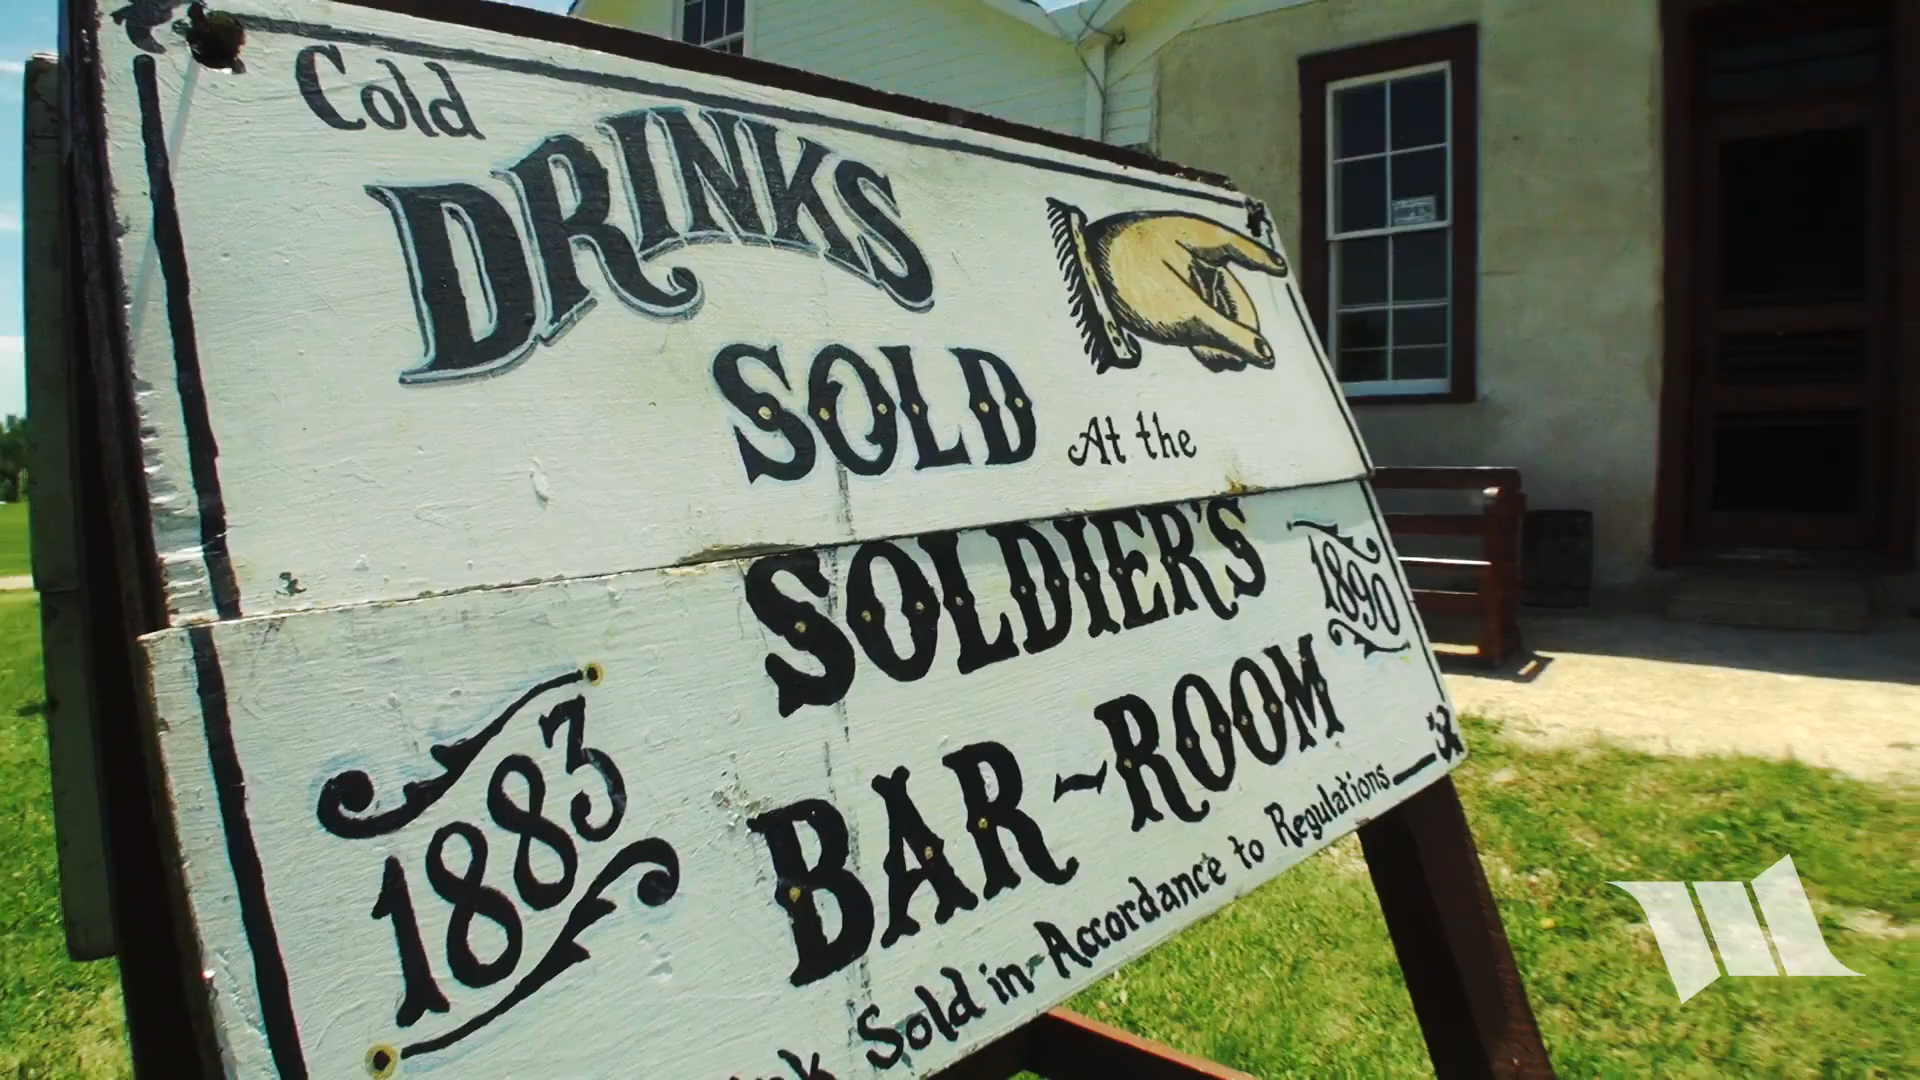 Cold
DRINKS
SOLD At the
SOLDIER'S
BAR-ROOM
1883
1890
Sold in Accordance to Regulations